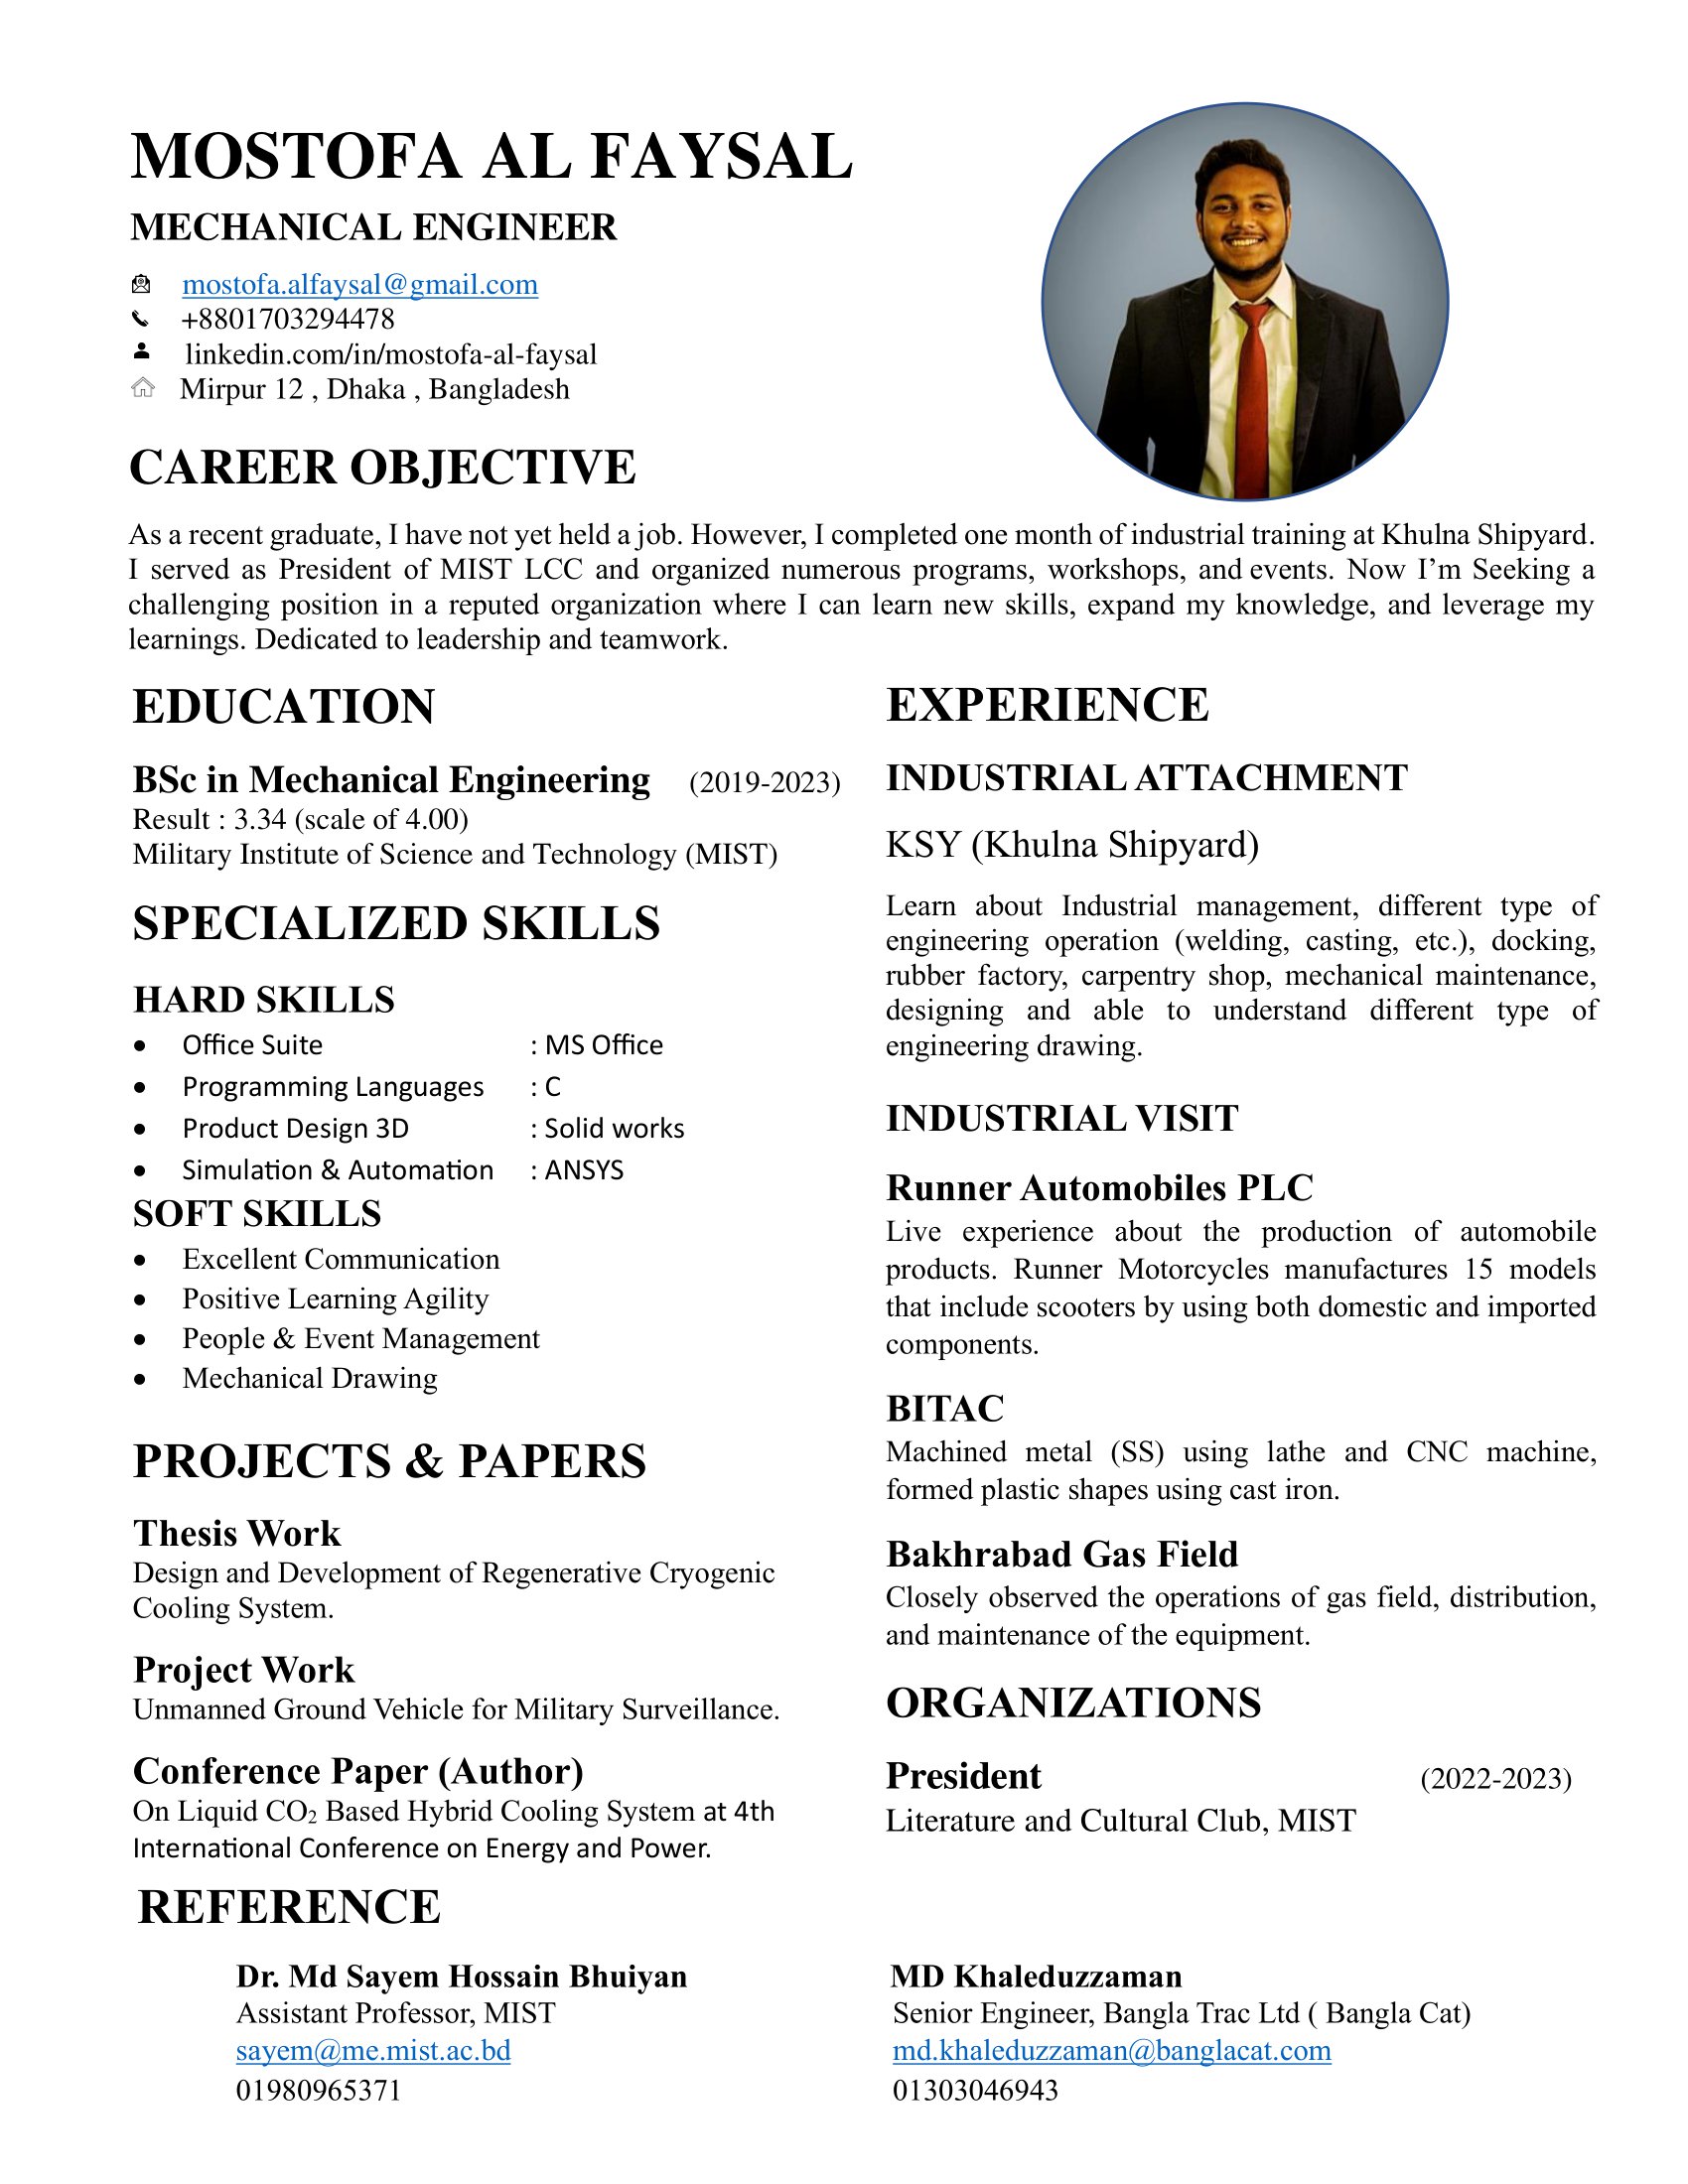 MOSTOFA AL FAYSAL
MECHANICAL ENGINEER
mostofa.alfaysal@gmail.com
+8801703294478
linkedin.com/in/mostofa-al-faysal
Mirpur 12 , Dhaka , Bangladesh
CAREER OBJECTIVE
As a recent graduate, I have not yet held a job. However, I completed one month of industrial training at Khulna Shipyard.
I served as President of MIST LCC and organized numerous programs, workshops, and events. Now I’m Seeking a
challenging position in a reputed organization where I can learn new skills, expand my knowledge, and leverage my
learnings. Dedicated to leadership and teamwork.
EDUCATION
BSc in Mechanical Engineering (2019-2023)
Result : 3.34 (scale of 4.00)
Military Institute of Science and Technology (MIST)
SPECIALIZED SKILLS
HARD SKILLS
• Office Suite : MS Office
• Programming Languages : C
• Product Design 3D : Solid works
• Simulation & Automation : ANSYS
SOFT SKILLS
• Excellent Communication
• Positive Learning Agility
• People & Event Management
• Mechanical Drawing
PROJECTS & PAPERS
Thesis Work
Design and Development of Regenerative Cryogenic
Cooling System.
Project Work
Unmanned Ground Vehicle for Military Surveillance.
Conference Paper (Author)
On Liquid CO₂ Based Hybrid Cooling System at 4th
International Conference on Energy and Power.
EXPERIENCE
INDUSTRIAL ATTACHMENT
KSY (Khulna Shipyard)
Learn about Industrial management, different type of
engineering operation (welding, casting, etc.), docking,
rubber factory, carpentry shop, mechanical maintenance,
designing and able to understand different type of
engineering drawing.
INDUSTRIAL VISIT
Runner Automobiles PLC
Live experience about the production of automobile
products. Runner Motorcycles manufactures 15 models
that include scooters by using both domestic and imported
components.
BITAC
Machined metal (SS) using lathe and CNC machine,
formed plastic shapes using cast iron.
Bakhrabad Gas Field
Closely observed the operations of gas field, distribution,
and maintenance of the equipment.
ORGANIZATIONS
President (2022-2023)
Literature and Cultural Club, MIST
REFERENCE
Dr. Md Sayem Hossain Bhuiyan
Assistant Professor, MIST
sayem@me.mist.ac.bd
01980965371
MD Khaleduzzaman
Senior Engineer, Bangla Trac Ltd ( Bangla Cat)
md.khaleduzzaman@banglacat.com
01303046943